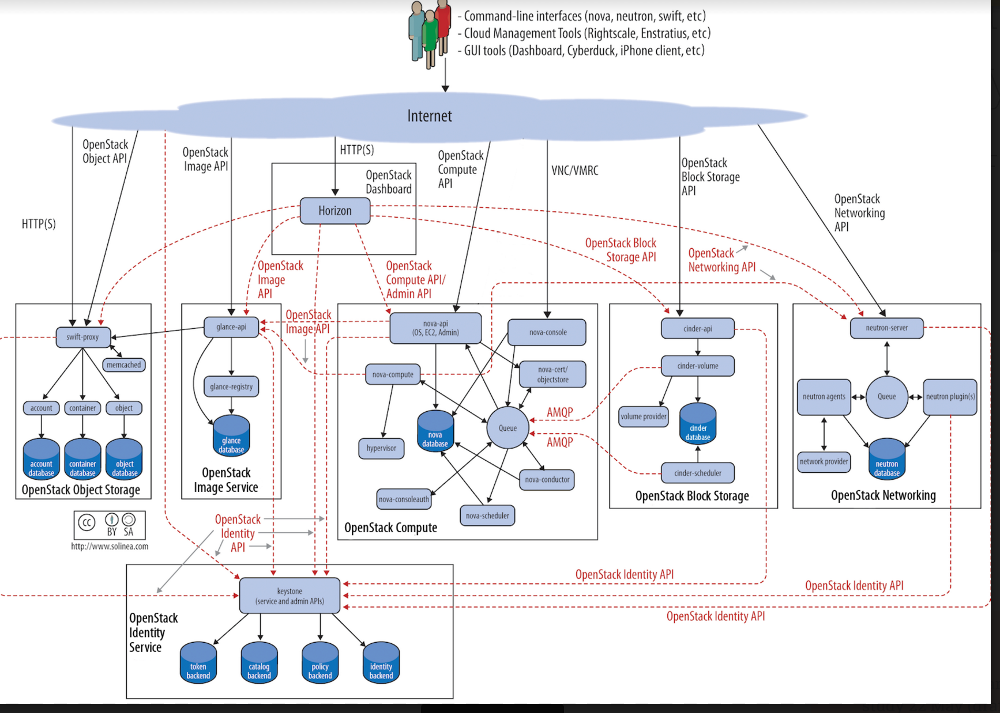 - Command-line interfaces (nova, neutron, swift, etc)
- Cloud Management Tools (Rightscale, Enstratius, etc)
- GUI tools (Dashboard, Cyberduck, iPhone client, etc)
Internet
OpenStack
Object API
HTTP(S)
OpenStack
Image API
HTTP(S)
OpenStack
Dashboard
Horizon
OpenStack
Compute
API
VNC/VMRC
OpenStack
Block Storage
API
OpenStack
Networking
API
OpenStack
Image
API
OpenStack
Compute API/
Admin API
OpenStack Block
Storage API
OpenStack
Networking API
OpenStack
Image API
swift-proxy
memcached
account
container
object
account
database
container
database
object
database
OpenStack Object Storage
glance-api
glance-registry
glance
database
OpenStack
Image Service
nova-api
(OS, EC2, Admin)
nova-console
nova-compute
nova-cert/
objectstore
hypervisor
nova
database
Queue
nova-conductor
nova-consoleauth
nova-scheduler
OpenStack Compute
AMQP
AMQP
cinder-api
cinder-volume
volume provider
cinder
database
cinder-scheduler
OpenStack Block Storage
neutron-server
neutron agents
Queue
neutron plugin(s)
network provider
neutron
database
OpenStack Networking
cc
BY SA
http://www.solinea.com
OpenStack
Identity
API
OpenStack Identity API
OpenStack Identity API
OpenStack Identity API
keystone
(service and admin APIs)
OpenStack
Identity
Service
token
backend
catalog
backend
policy
backend
identity
backend